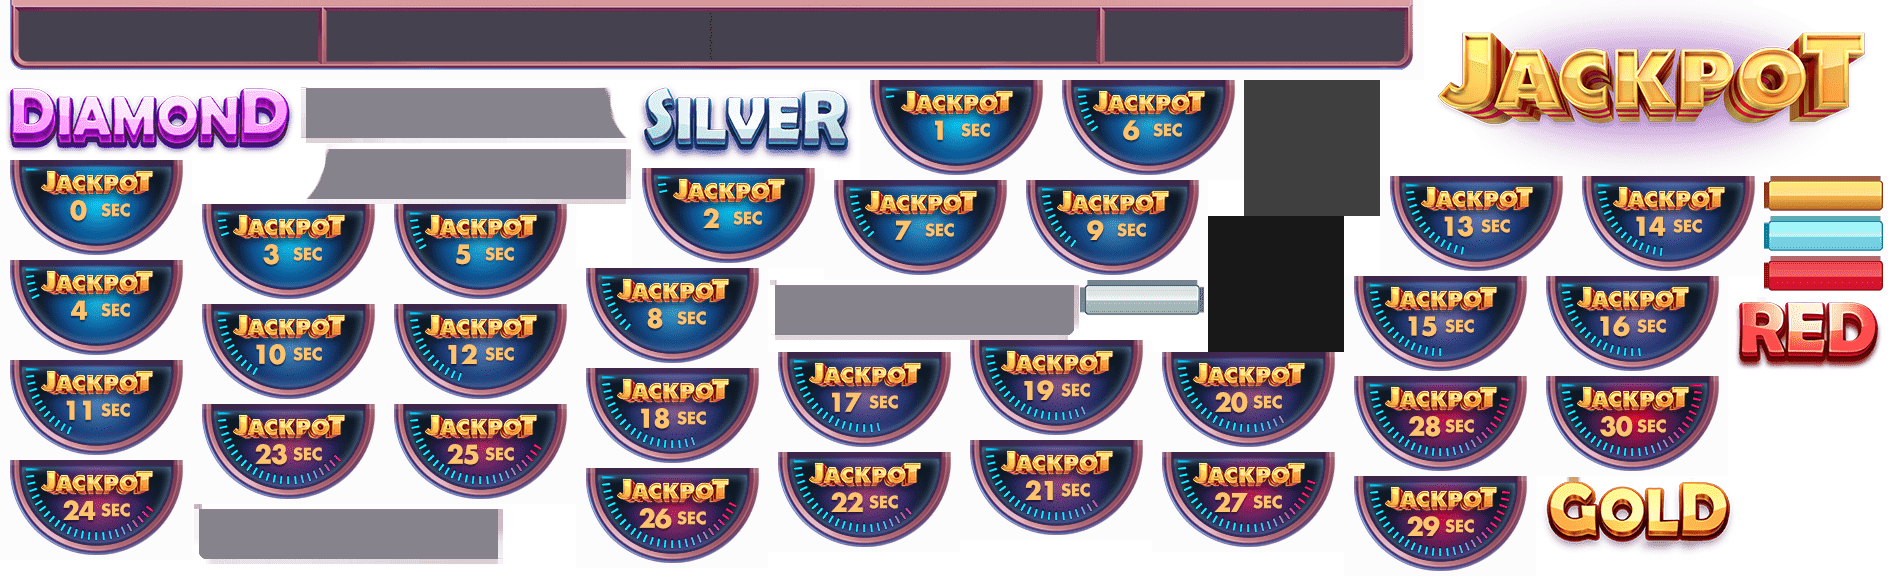 JACKPOT
DIAMOND
SILVER
JACKPOT
1 SEC
JACKPOT
6 SEC
JACKPOT
0 SEC
JACKPOT
2 SEC
JACKPOT
7 SEC
JACKPOT
9 SEC
JACKPOT
13 SEC
JACKPOT
14 SEC
JACKPOT
3 SEC
JACKPOT
5 SEC
JACKPOT
4 SEC
JACKPOT
8 SEC
JACKPOT
15 SEC
JACKPOT
16 SEC
RED
JACKPOT
10 SEC
JACKPOT
12 SEC
JACKPOT
11 SEC
JACKPOT
18 SEC
JACKPOT
17 SEC
JACKPOT
19 SEC
JACKPOT
20 SEC
JACKPOT
28 SEC
JACKPOT
30 SEC
JACKPOT
23 SEC
JACKPOT
25 SEC
JACKPOT
24 SEC
JACKPOT
26 SEC
JACKPOT
22 SEC
JACKPOT
21 SEC
JACKPOT
27 SEC
JACKPOT
29 SEC
GOLD